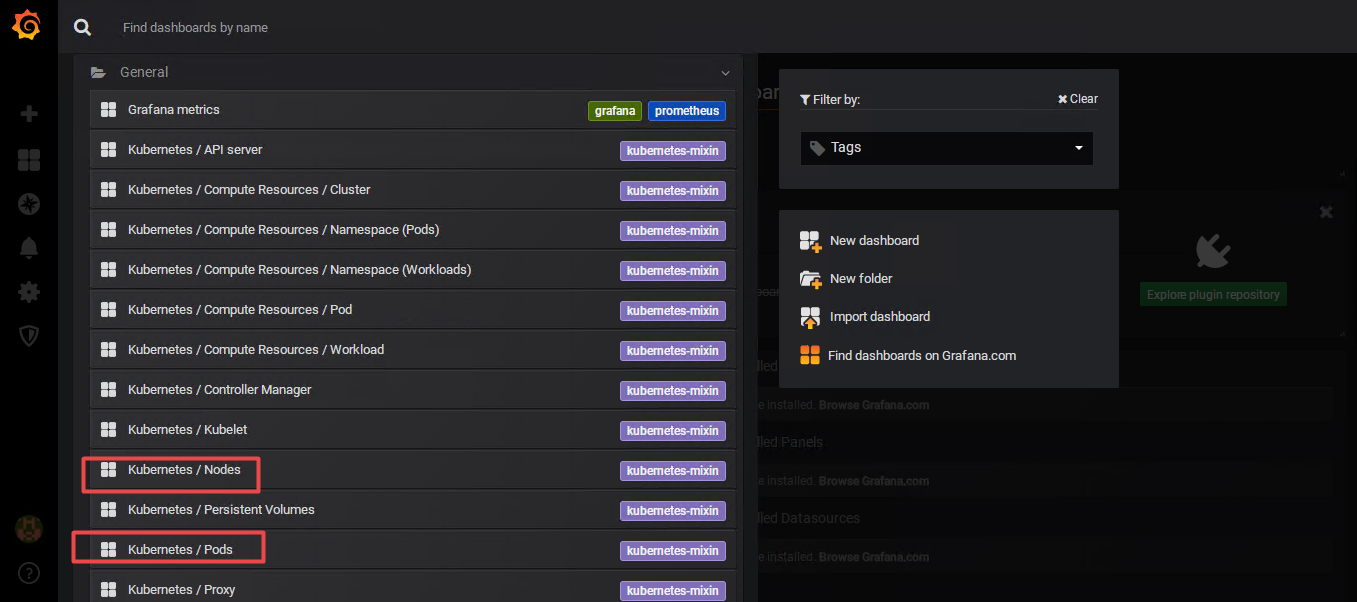 Find dashboards by name
General
Grafana metrics grafana prometheus
Kubernetes / API server kubernetes-mixin
Kubernetes / Compute Resources / Cluster kubernetes-mixin
Kubernetes / Compute Resources / Namespace (Pods) kubernetes-mixin
Kubernetes / Compute Resources / Namespace (Workloads) kubernetes-mixin
Kubernetes / Compute Resources / Pod kubernetes-mixin
Kubernetes / Compute Resources / Workload kubernetes-mixin
Kubernetes / Controller Manager kubernetes-mixin
Kubernetes / Kubelet kubernetes-mixin
Kubernetes / Nodes kubernetes-mixin
Kubernetes / Persistent Volumes kubernetes-mixin
Kubernetes / Pods kubernetes-mixin
Kubernetes / Proxy kubernetes-mixin
Filter by: Clear
Tags
New dashboard
New folder
Import dashboard
Find dashboards on Grafana.com
Explore plugin repository
installed. Browse Grafana.com
Panels
installed. Browse Grafana.com
Datasources
installed. Browse Grafana.com